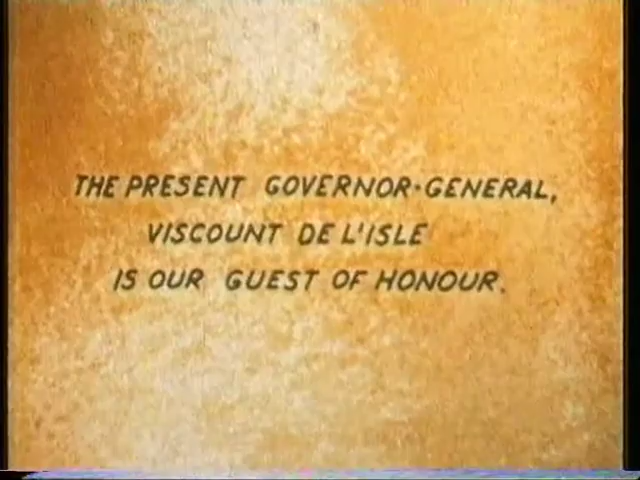 THE PRESENT GOVERNOR-GENERAL,
VISCOUNT DE L'ISLE
IS OUR GUEST OF HONOUR.